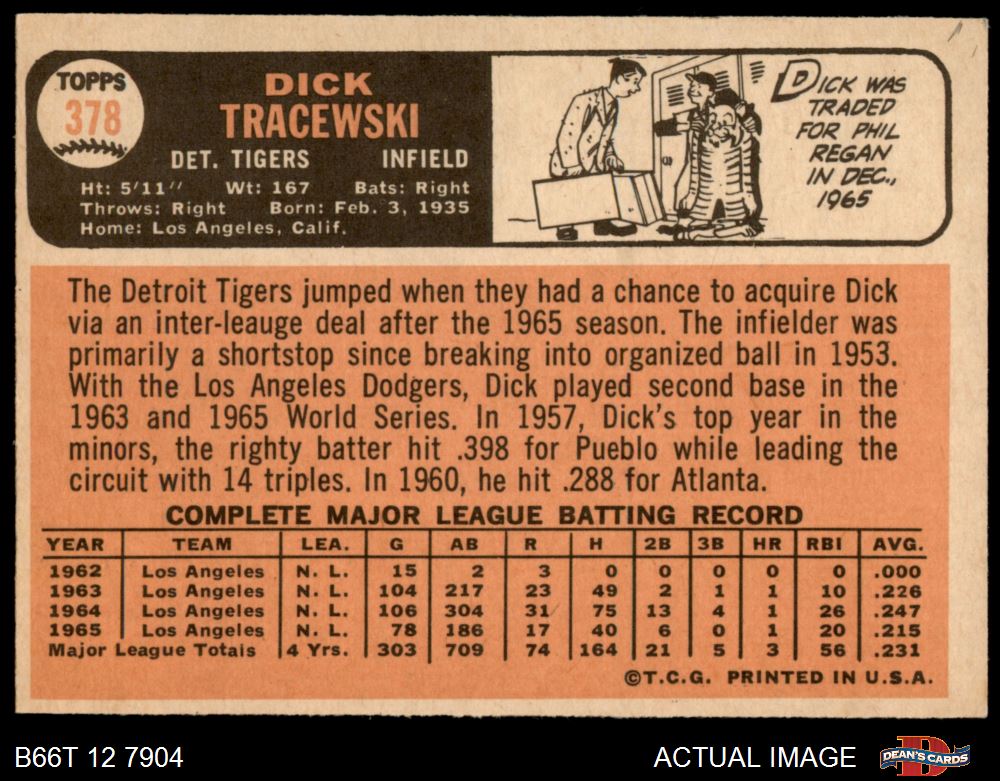 TOPPS
378
DICK
TRACEWSKI
DET. TIGERS INFIELD
Ht: 5'11" Wt: 167 Bats: Right
Throws: Right Born: Feb. 3, 1935
Home: Los Angeles, Calif.
DICK WAS
TRADED
FOR PHIL
REGAN
IN DEC.,
1965
The Detroit Tigers jumped when they had a chance to acquire Dick
via an inter-leauge deal after the 1965 season. The infielder was
primarily a shortstop since breaking into organized ball in 1953.
With the Los Angeles Dodgers, Dick played second base in the
1963 and 1965 World Series. In 1957, Dick's top year in the
minors, the righty batter hit .398 for Pueblo while leading the
circuit with 14 triples. In 1960, he hit .288 for Atlanta.
COMPLETE MAJOR LEAGUE BATTING RECORD
YEAR TEAM LEA. G AB R H 2B 3B HR RBI AVG.
1962 Los Angeles N. L. 15 2 3 0 0 0 0 0 .000
1963 Los Angeles N. L. 104 217 23 49 2 1 1 10 .226
1964 Los Angeles N. L. 106 304 31 75 13 4 1 26 .247
1965 Los Angeles N. L. 78 186 17 40 6 0 1 20 .215
Major League Totals 4 Yrs. 303 709 74 164 21 5 3 56 .231
©T.C.G. PRINTED IN U.S.A.
B66T 12 7904 ACTUAL IMAGE DEAN'S CARDS